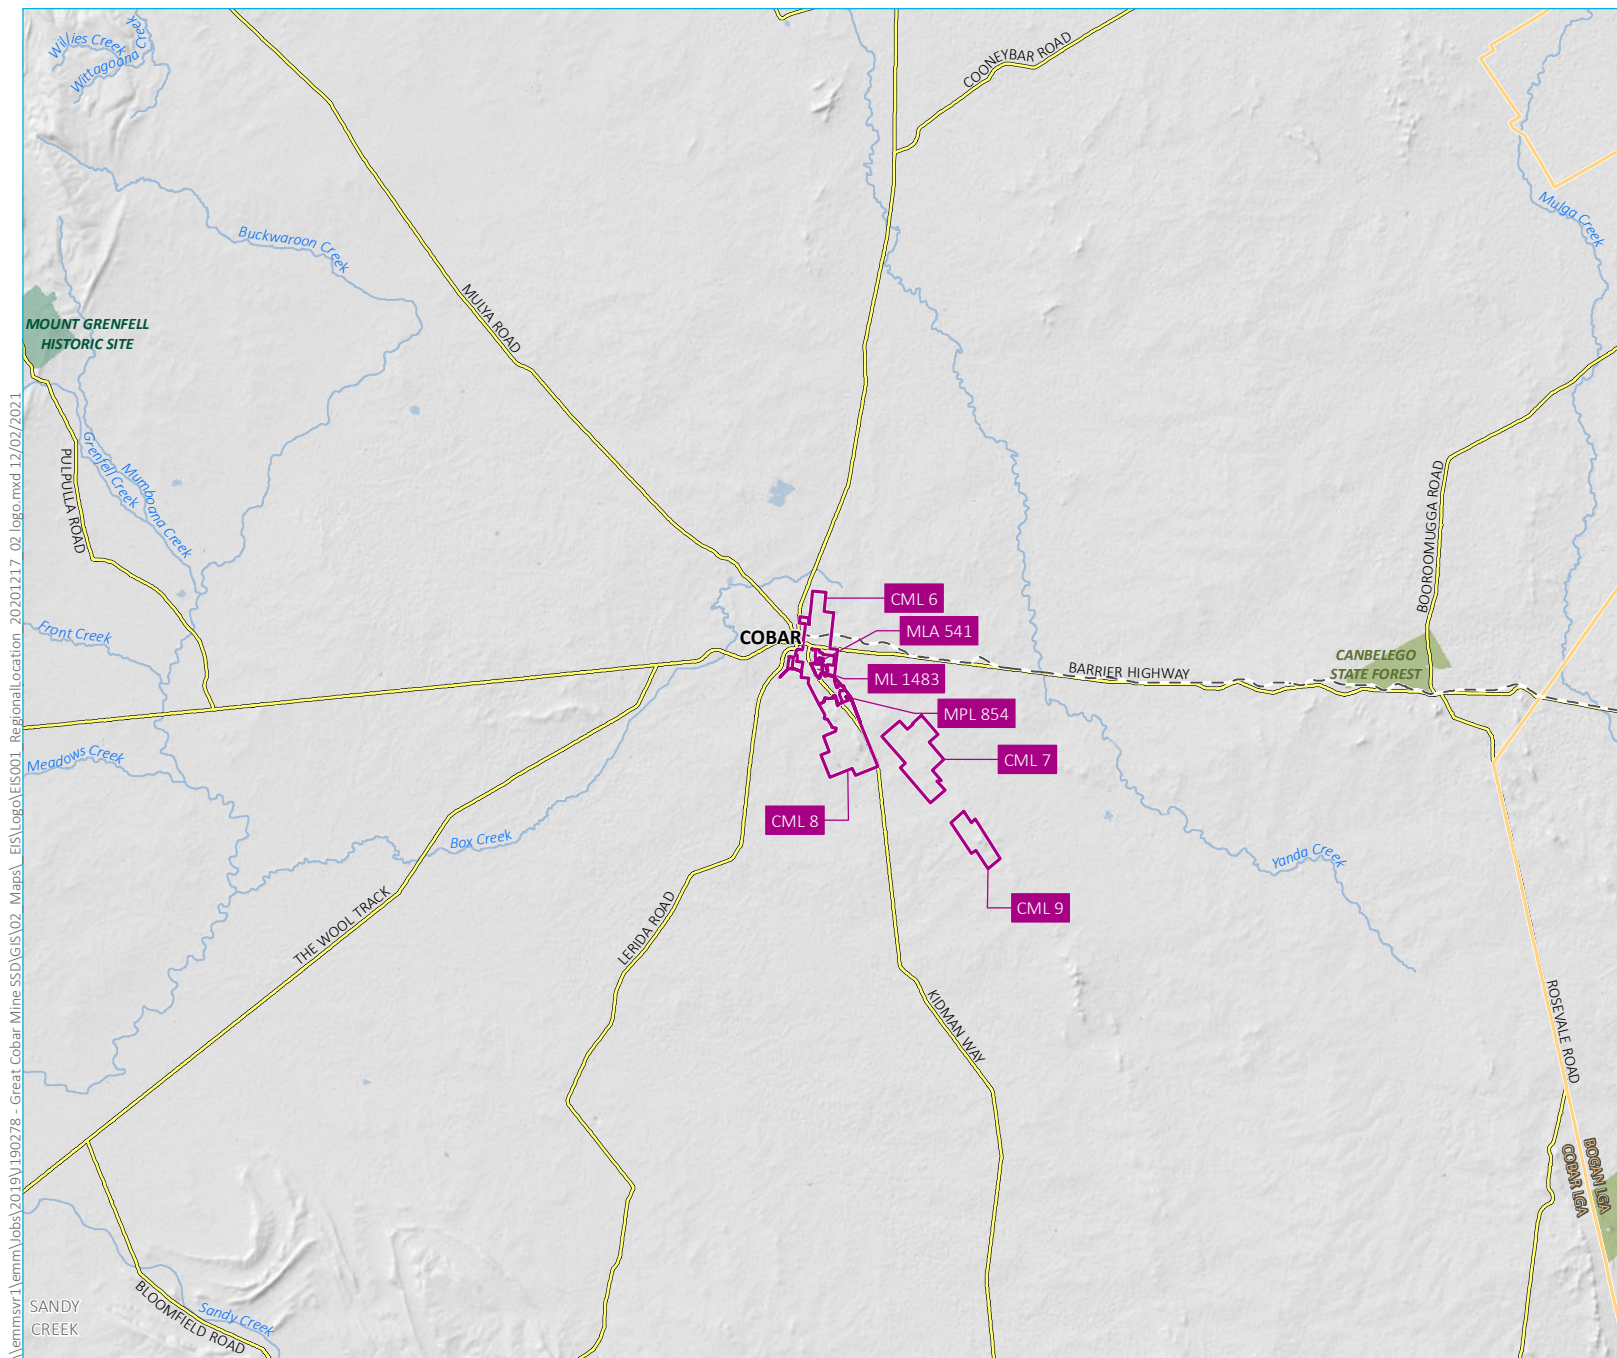 Willies Creek
Wittagoona Creek
COONEYBAR ROAD
Mulga Creek
Buckwaroon Creek
MULYA ROAD
MOUNT GRENFELL
HISTORIC SITE
PULPULLA ROAD
Grenfell Creek
Mumboana Creek
BOOROOMUGGA ROAD
CML 6
Front Creek
COBAR
MLA 541
CANBELEGO
STATE FOREST
BARRIER HIGHWAY
ML 1483
MPL 854
Meadows Creek
CML 7
CML 8
Box Creek
Yanda Creek
THE WOOL TRACK
LERIDA ROAD
CML 9
KIDMAN WAY
ROSEVALE ROAD
BOGAN LGA
COBAR LGA
SANDY
CREEK
BLOOMFIELD ROAD
Sandy Creek
\\emmsvr1\emm\Jobs\2019\J190278 - Great Cobar Mine SSD\GIS\02_Maps\_EIS\Logo\EIS001_RegionalLocation_20201217_02_logo.mxd 12/02/2021